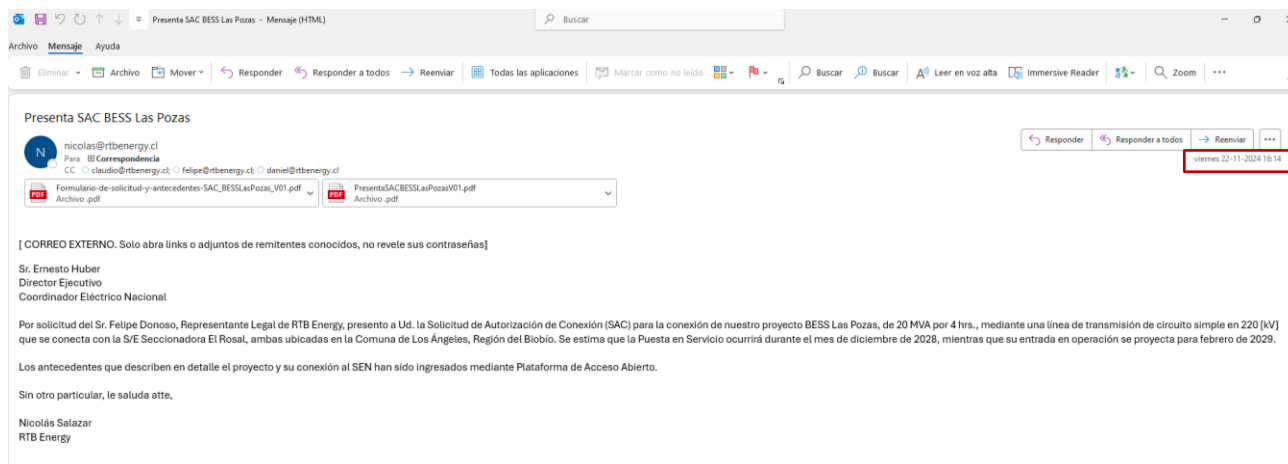 Presenta SAC BESS Las Pozas - Mensaje (HTML)
Buscar
Archivo Mensaje Ayuda
Eliminar Archivo Mover Responder Responder a todos Reenviar Todas las aplicaciones Marcar como no leído Buscar Buscar Leer en voz alta Immersive Reader Zoom
Presenta SAC BESS Las Pozas
N
nicolas@rtbenergy.cl
Para Correspondencia
CC claudio@rtbenergy.cl; felipe@rtbenergy.cl; daniel@rtbenergy.cl
Responder Responder a todos Reenviar
viernes 22-11-2024 16:14
PDF Formulario-de-solicitud-y-antecedentes-SAC_BESSLasPozas_V01.pdf
Archivo .pdf
PDF PresentaSACBESSLasPozasV01.pdf
Archivo .pdf
[ CORREO EXTERNO. Solo abra links o adjuntos de remitentes conocidos, no revele sus contraseñas]
Sr. Ernesto Huber
Director Ejecutivo
Coordinador Eléctrico Nacional
Por solicitud del Sr. Felipe Donoso, Representante Legal de RTB Energy, presento a Ud. la Solicitud de Autorización de Conexión (SAC) para la conexión de nuestro proyecto BESS Las Pozas, de 20 MVA por 4 hrs., mediante una línea de transmisión de circuito simple en 220 [kV]
que se conecta con la S/E Seccionadora El Rosal, ambas ubicadas en la Comuna de Los Ángeles, Región del Biobío. Se estima que la Puesta en Servicio ocurrirá durante el mes de diciembre de 2028, mientras que su entrada en operación se proyecta para febrero de 2029.
Los antecedentes que describen en detalle el proyecto y su conexión al SEN han sido ingresados mediante Plataforma de Acceso Abierto.
Sin otro particular, le saluda atte,
Nicolás Salazar
RTB Energy